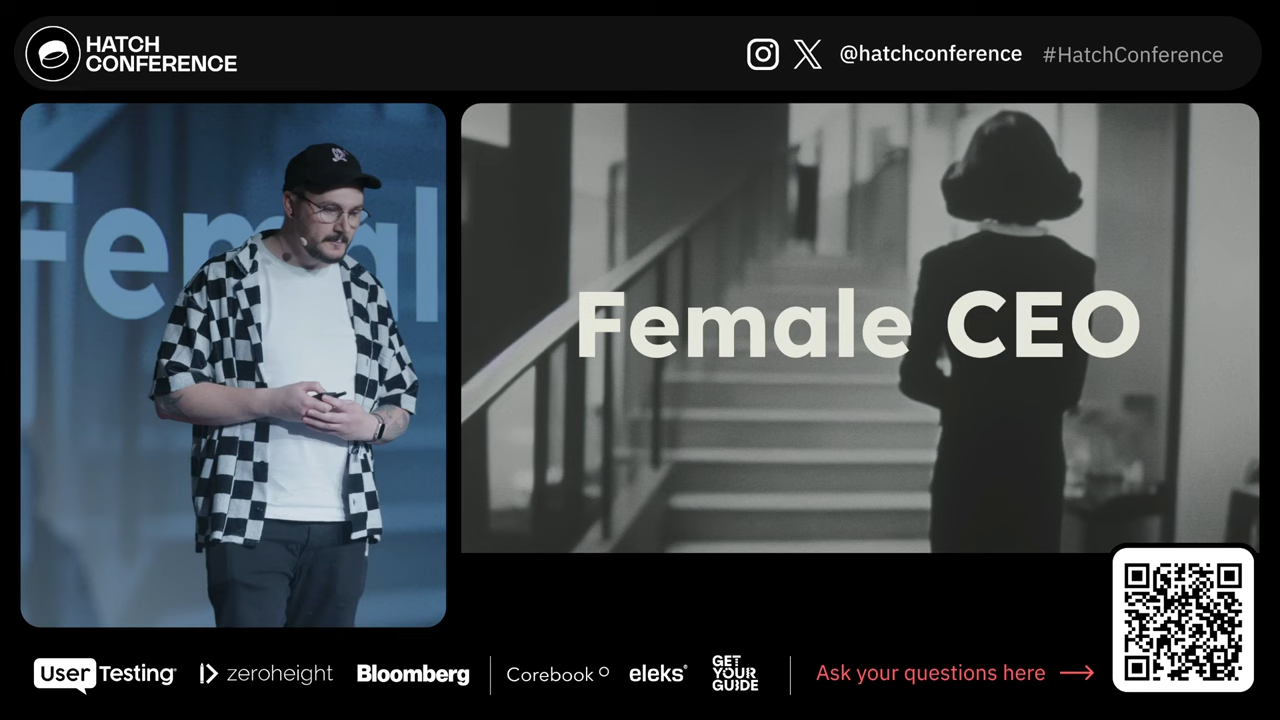 HATCH
CONFERENCE
@hatchconference #HatchConference
Femal
Female CEO
UserTesting
zeroheight
Bloomberg
Corebook
eleks
GET
YOUR
GUIDE
Ask your questions here